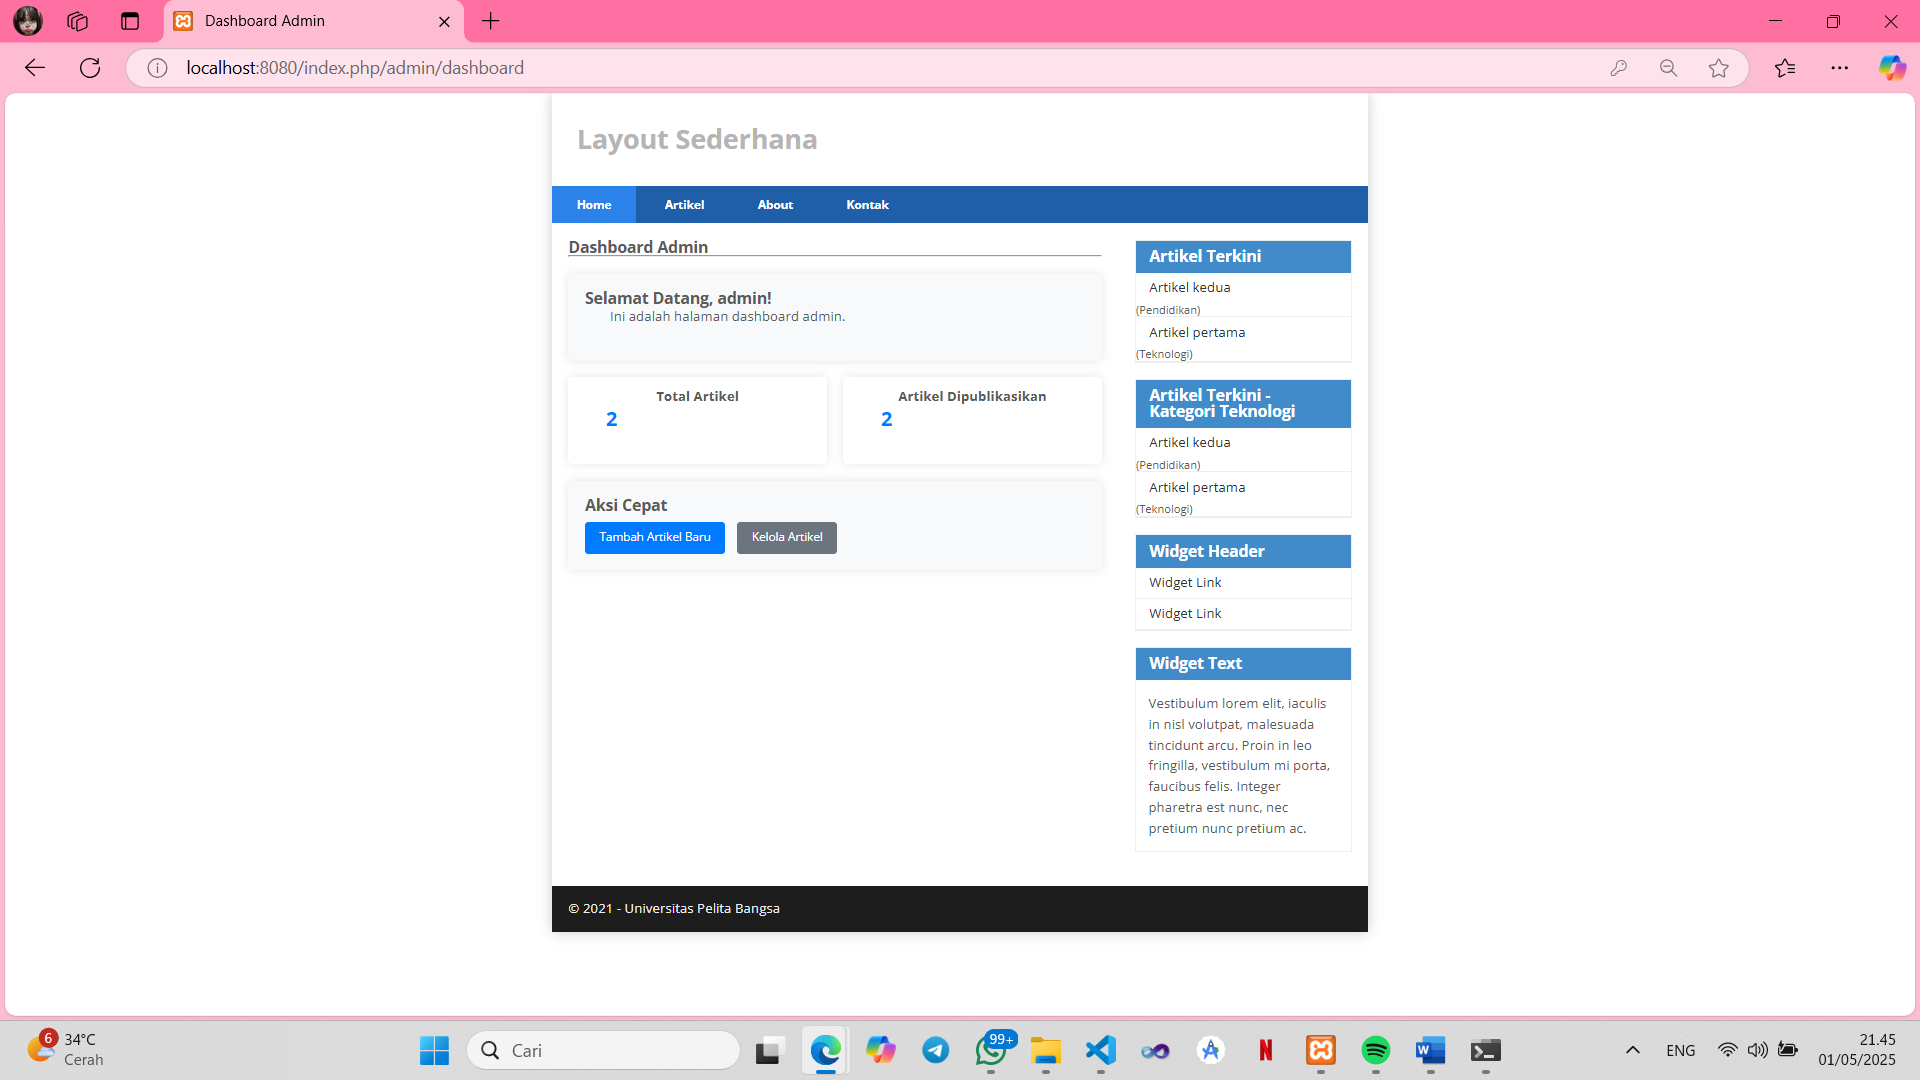 Dashboard Admin
localhost:8080/index.php/admin/dashboard
Layout Sederhana
Home Artikel About Kontak
Dashboard Admin
Selamat Datang, admin!
Ini adalah halaman dashboard admin.
Total Artikel
2
Artikel Dipublikasikan
2
Aksi Cepat
Tambah Artikel Baru Kelola Artikel
Artikel Terkini
Artikel kedua
(Pendidikan)
Artikel pertama
(Teknologi)
Artikel Terkini -
Kategori Teknologi
Artikel kedua
(Pendidikan)
Artikel pertama
(Teknologi)
Widget Header
Widget Link
Widget Link
Widget Text
Vestibulum lorem elit, iaculis
in nisl volutpat, malesuada
tincidunt arcu. Proin in leo
fringilla, vestibulum mi porta,
faucibus felis. Integer
pharetra est nunc, nec
pretium nunc pretium ac.
© 2021 - Universitas Pelita Bangsa
6
34°C
Cerah
Cari
99+
ENG
21.45
01/05/2025